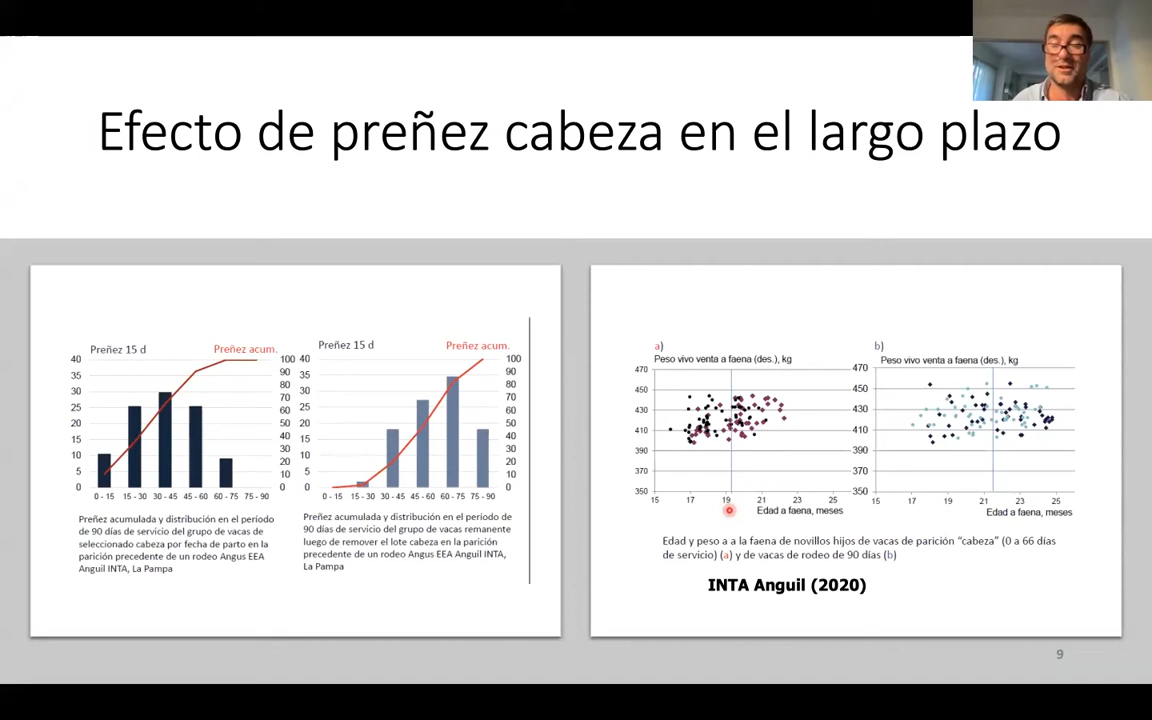 Efecto de preñez cabeza en el largo plazo
Preñez 15 d
Preñez acum.
40
35
30
25
20
15
10
5
0
100
90
80
70
60
50
40
30
20
10
0
0 - 15
15 - 30
30 - 45
45 - 60
60 - 75
75 - 90
Preñez acumulada y distribución en el período
de 90 días de servicio del grupo de vacas de
seleccionado cabeza por fecha de parto en la
parición precedente de un rodeo Angus EEA
Anguil INTA, La Pampa
Preñez 15 d
Preñez acum.
40
35
30
25
20
15
10
5
0
100
90
80
70
60
50
40
30
20
10
0
0 - 15
15 - 30
30 - 45
45 - 60
60 - 75
75 - 90
Preñez acumulada y distribución en el período de
90 días de servicio del grupo de vacas remanente
luego de remover el lote cabeza en la parición
precedente de un rodeo Angus EEA Anguil INTA,
La Pampa
a)
Peso vivo venta a faena (des.), kg
470
450
430
410
390
370
350
15
17
19
21
23
25
Edad a faena, meses
b)
Peso vivo venta a faena (des.), kg
470
450
430
410
390
370
350
15
17
19
21
23
25
Edad a faena, meses
Edad y peso a a la faena de novillos hijos de vacas de parición “cabeza” (0 a 66 días
de servicio) (a) y de vacas de rodeo de 90 días (b)
INTA Anguil (2020)
9